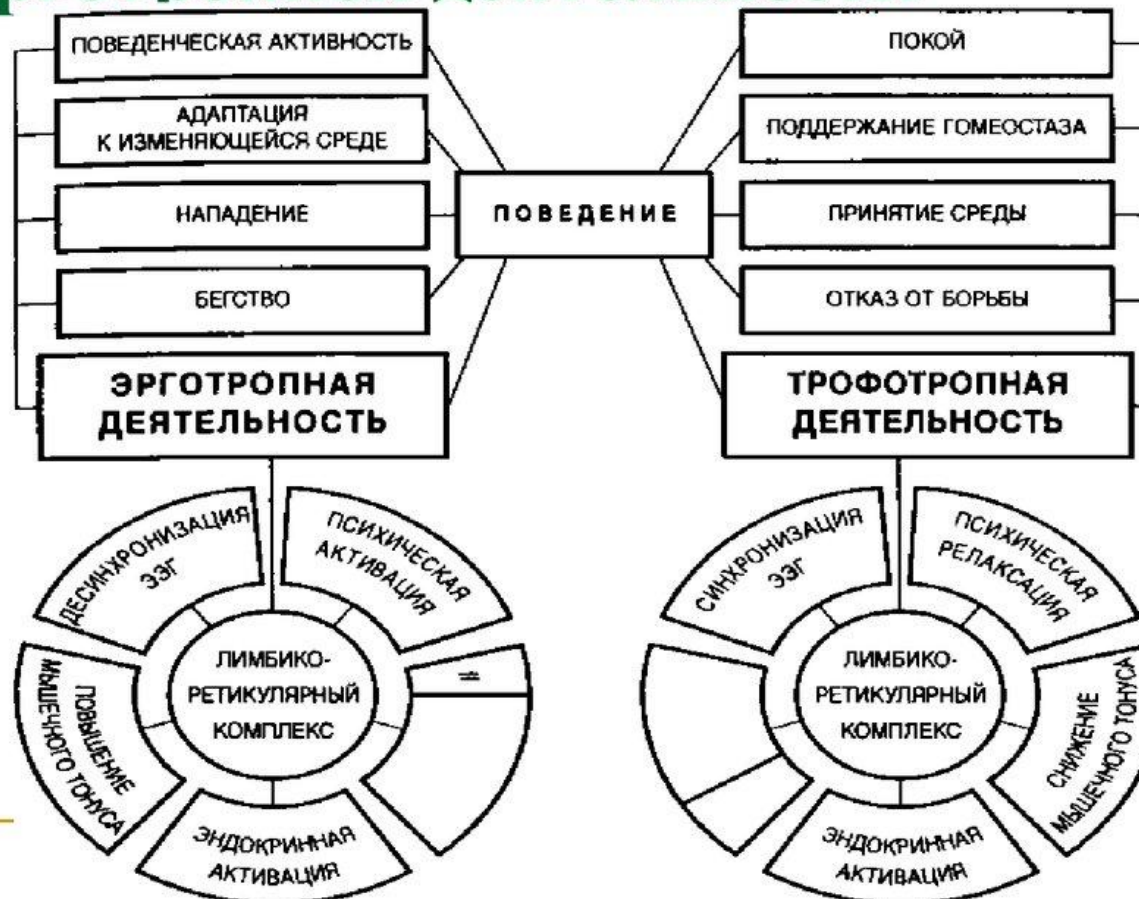 ПОВЕДЕНЧЕСКАЯ АКТИВНОСТЬ
АДАПТАЦИЯ
К ИЗМЕНЯЮЩЕЙСЯ СРЕДЕ
НАПАДЕНИЕ
БЕГСТВО
ПОВЕДЕНИЕ
ПОКОЙ
ПОДДЕРЖАНИЕ ГОМЕОСТАЗА
ПРИНЯТИЕ СРЕДЫ
ОТКАЗ ОТ БОРЬБЫ
ЭРГОТРОПНАЯ
ДЕЯТЕЛЬНОСТЬ
ТРОФОТРОПНАЯ
ДЕЯТЕЛЬНОСТЬ
ДЕСИНХРОНИЗАЦИЯ
ЭЭГ
ПСИХИЧЕСКАЯ
АКТИВАЦИЯ
ЛИМБИКО-
РЕТИКУЛЯРНЫЙ
КОМПЛЕКС
ПОВЫШЕНИЕ
МЫШЕЧНОГО ТОНУСА
ЭНДОКРИННАЯ
АКТИВАЦИЯ
СИНХРОНИЗАЦИЯ
ЭЭГ
ПСИХИЧЕСКАЯ
РЕЛАКСАЦИЯ
ЛИМБИКО-
РЕТИКУЛЯРНЫЙ
КОМПЛЕКС
СНИЖЕНИЕ
МЫШЕЧНОГО ТОНУСА
ЭНДОКРИННАЯ
АКТИВАЦИЯ